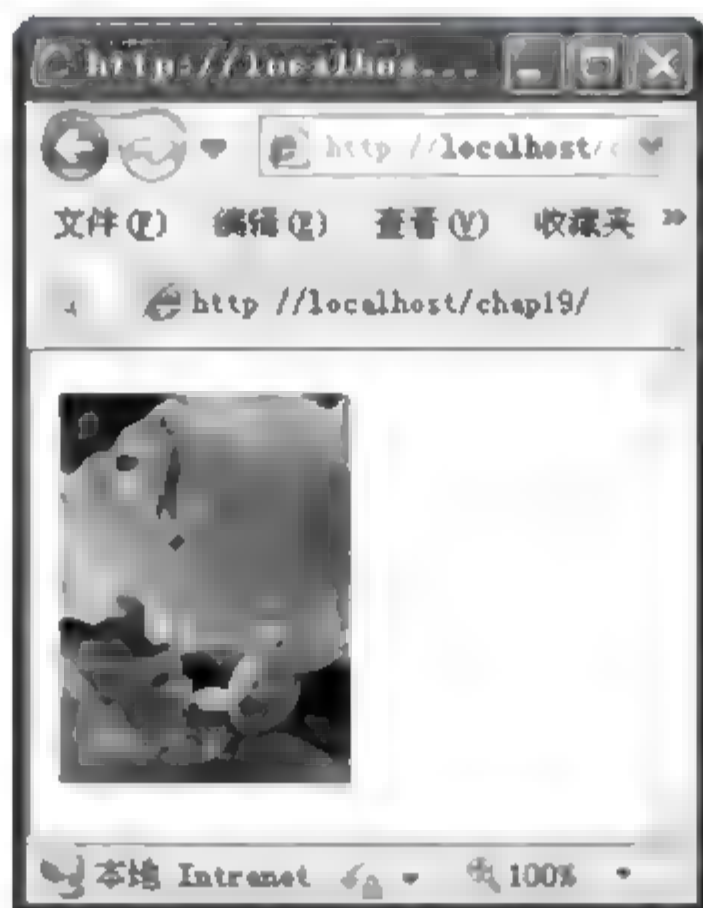 http://localhos...
http //localhost/c
文件(F) 编辑(E) 查看(V) 收藏夹 »
http //localhost/chap19/
本地 Intranet 100%